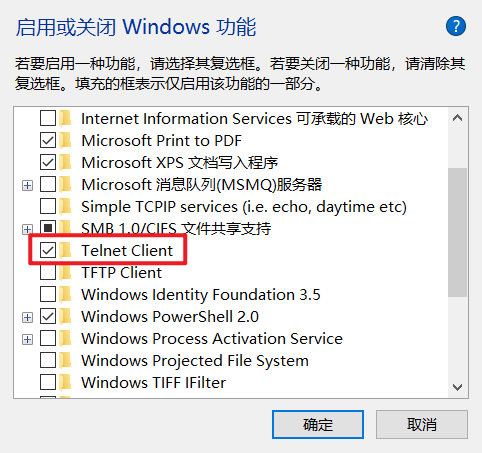 启用或关闭 Windows 功能
?
若要启用一种功能，请选择其复选框。若要关闭一种功能，请清除其
复选框。填充的框表示仅启用该功能的一部分。
Internet Information Services 可承载的 Web 核心
Microsoft Print to PDF
Microsoft XPS 文档写入程序
Microsoft 消息队列(MSMQ)服务器
Simple TCPIP services (i.e. echo, daytime etc)
SMB 1.0/CIFS 文件共享支持
Telnet Client
TFTP Client
Windows Identity Foundation 3.5
Windows PowerShell 2.0
Windows Process Activation Service
Windows Projected File System
Windows TIFF IFilter
确定
取消